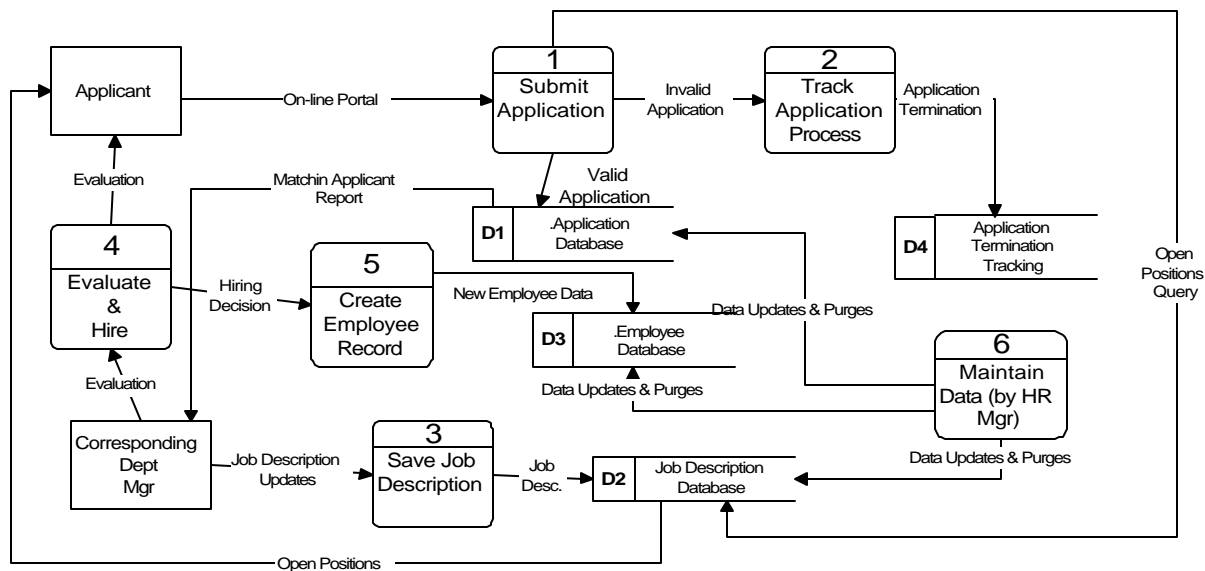 1
Submit
Application
2
Track
Application
Process
Applicant
On-line Portal
Invalid
Application
Application
Termination
Evaluation
Matchin Applicant
Report
Valid
Application
D1
.Application
Database
D4
Application
Termination
Tracking
Open
Positions
Query
4
Evaluate
&
Hire
Hiring
Decision
5
Create
Employee
Record
New Employee Data
Data Updates & Purges
D3
.Employee
Database
6
Maintain
Data (by HR
Mgr)
Evaluation
Data Updates & Purges
Corresponding
Dept
Mgr
Job Description
Updates
3
Save Job
Description
Job
Desc.
D2
Job Description
Database
Data Updates & Purges
Open Positions